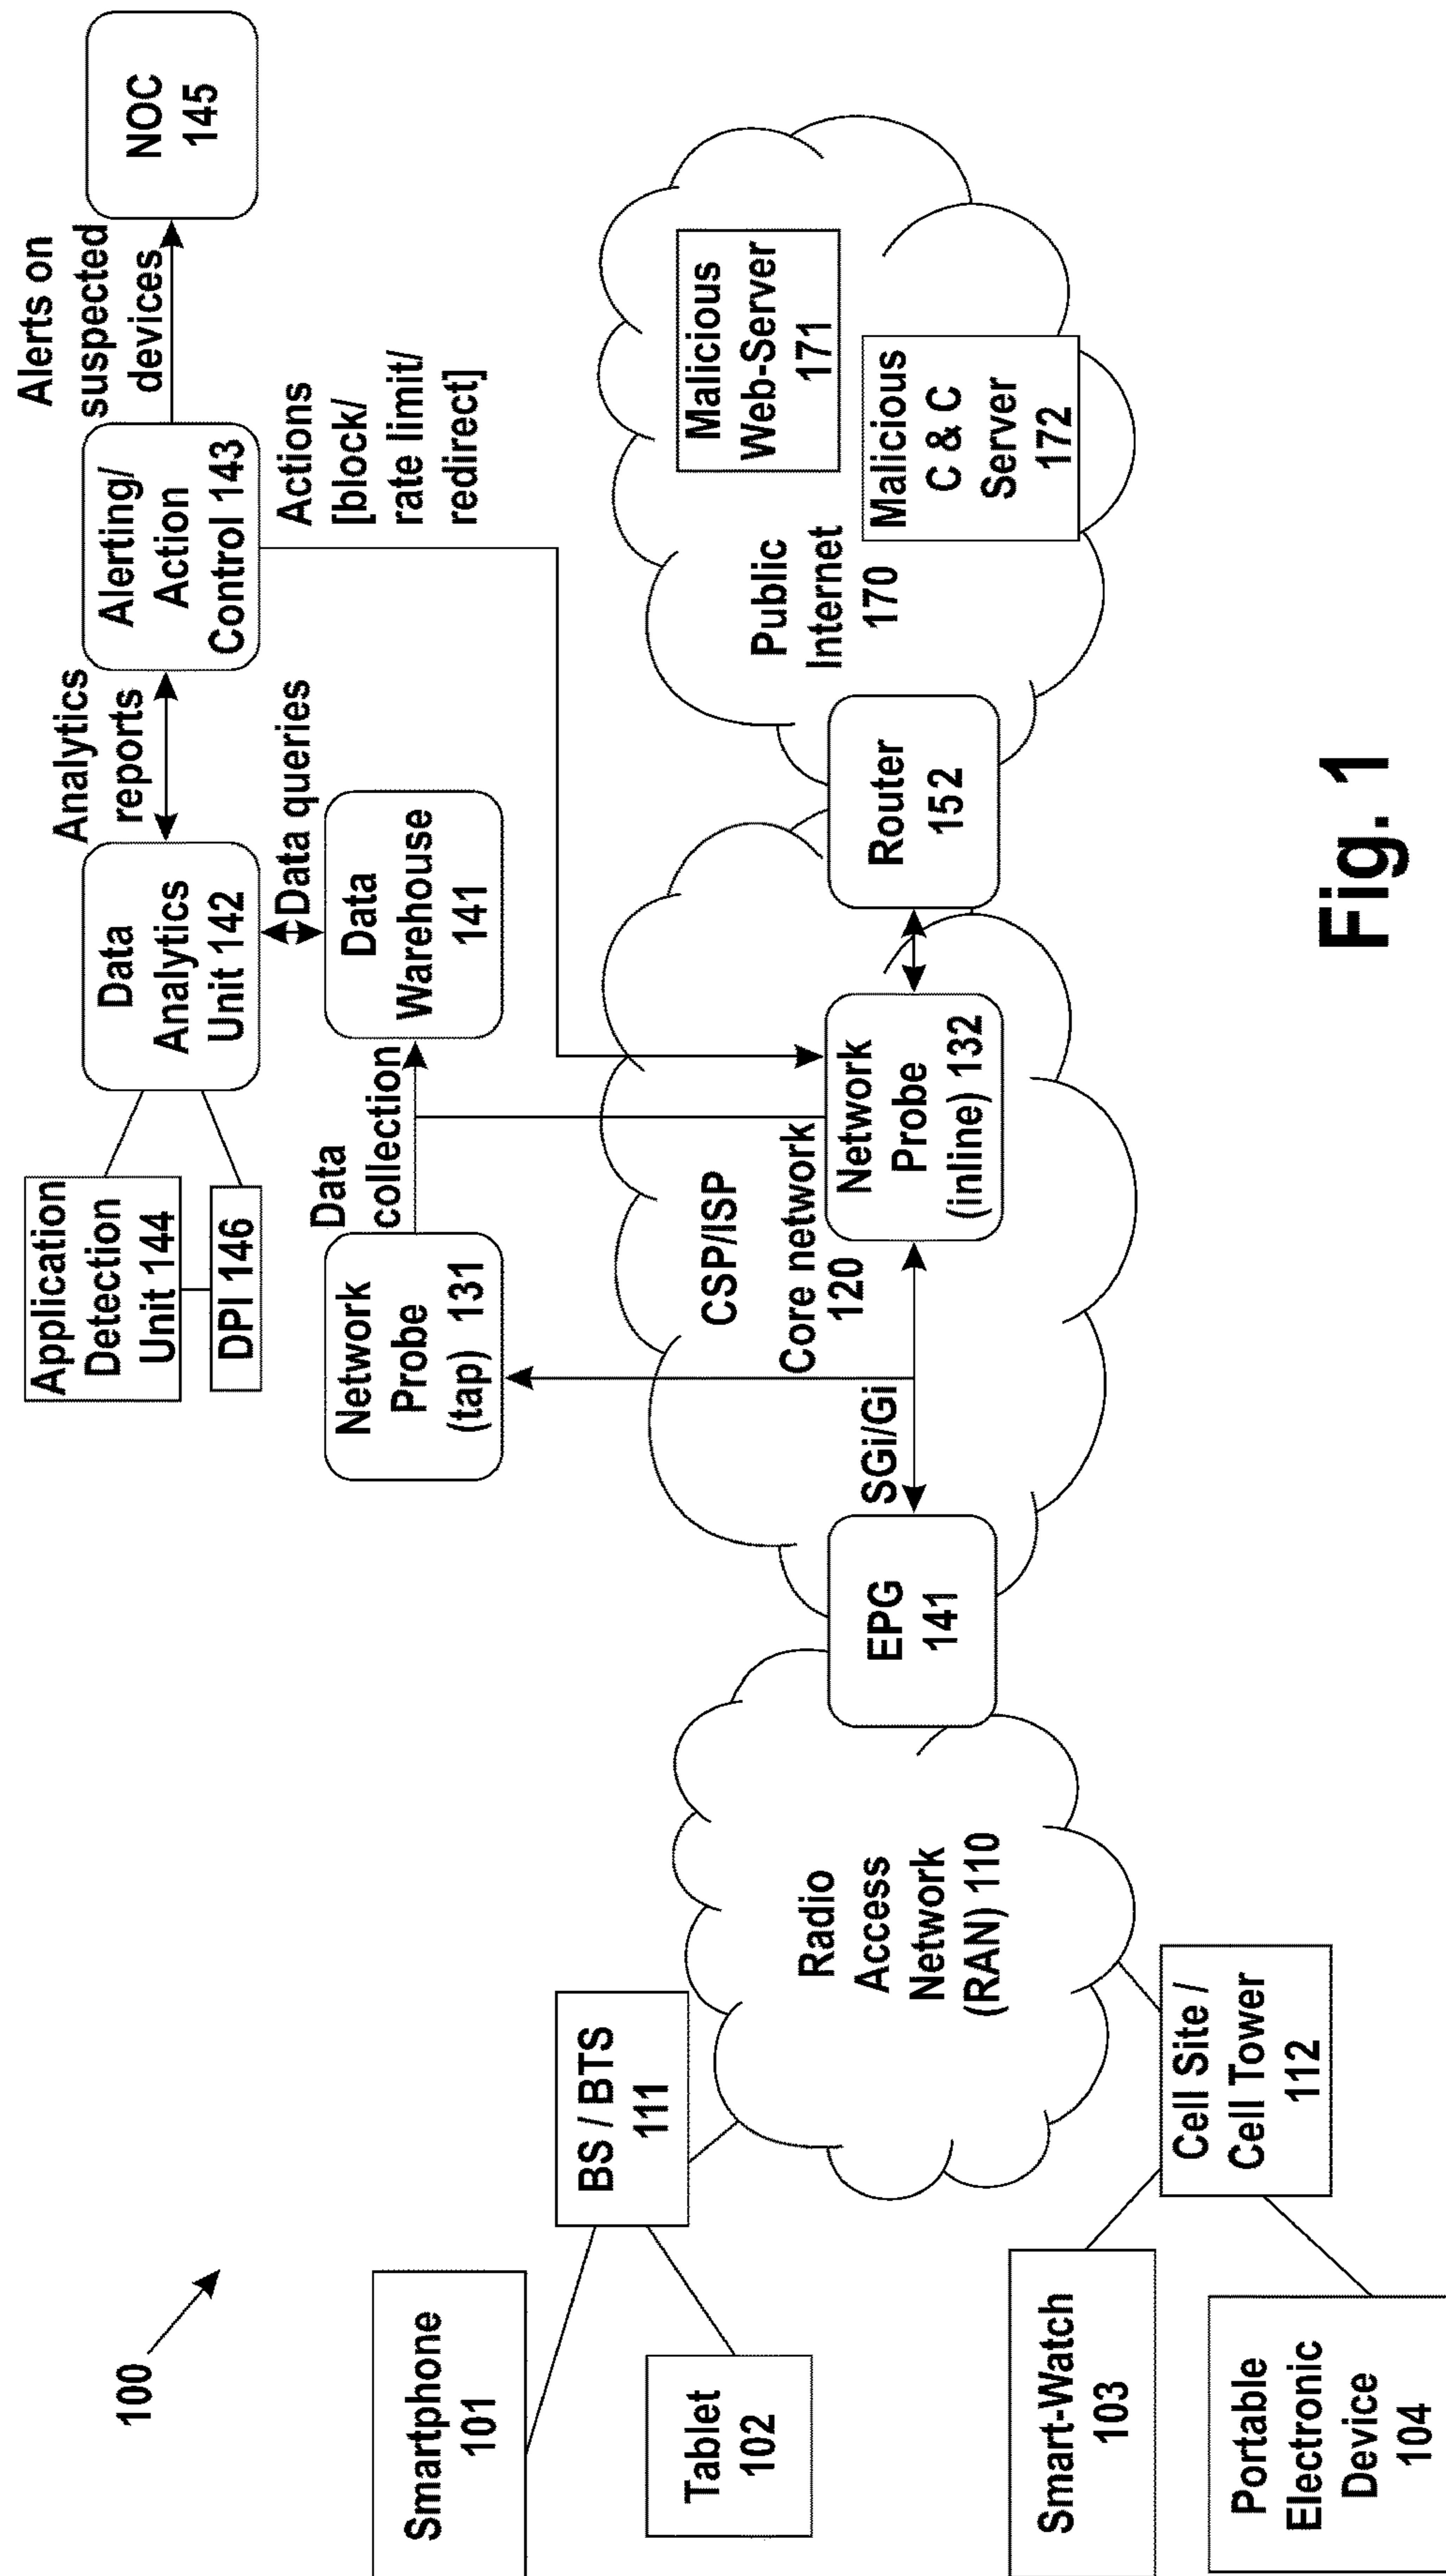 100
Smartphone
101
Tablet
102
Smart-Watch
103
Portable
Electronic
Device
104
BS / BTS
111
Cell Site /
Cell Tower
112
Radio
Access
Network
(RAN) 110
EPG
141
SGi/Gi
CSP/ISP
Core network
120
Network
Probe
(tap) 131
Data
collection
Network
Probe
(inline) 132
Application
Detection
Unit 144
DPI 146
Data
Analytics
Unit 142
Data queries
Data
Warehouse
141
Analytics
reports
Alerting/
Action
Control 143
Alerts on
suspected
devices
NOC
145
Actions
[block/
rate limit/
redirect]
Router
152
Public
Internet
170
Malicious
Web-Server
171
Malicious
C & C
Server
172
Fig. 1